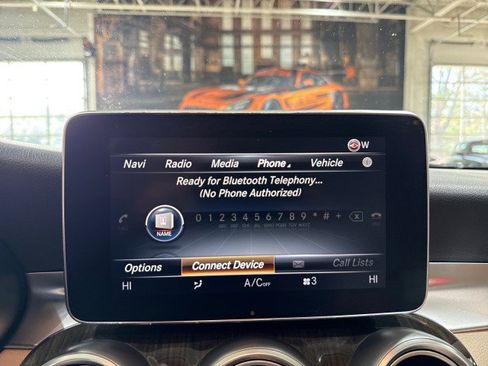 W
Navi Radio Media Phone Vehicle
Ready for Bluetooth Telephony...
(No Phone Authorized)
0 1 2 3 4 5 6 7 8 9 * # +
NAME
Options Connect Device Call Lists
HI A/C OFF 3 HI